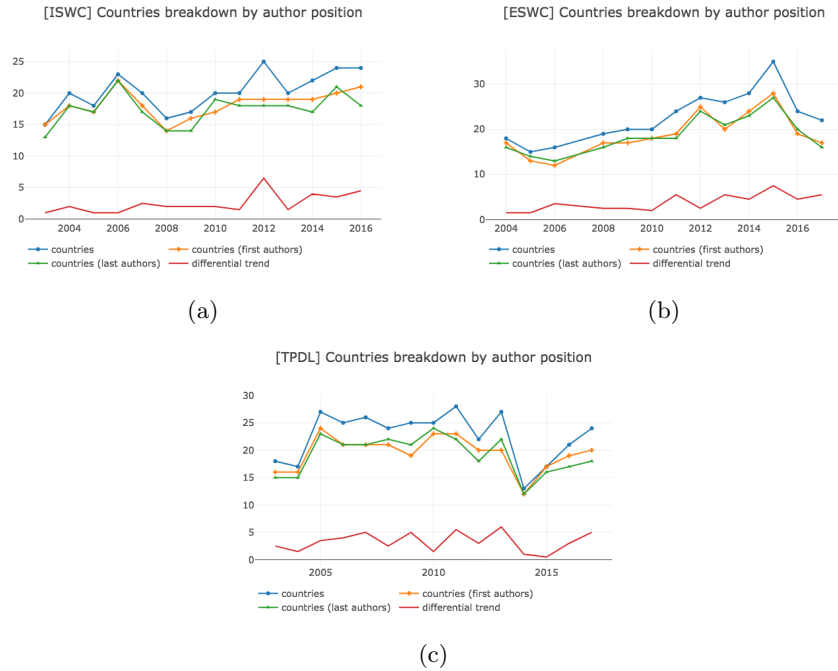 [ISWC] Countries breakdown by author position
25
20
15
10
5
0
2004 2006 2008 2010 2012 2014 2016
countries countries (first authors)
countries (last authors) differential trend
(a)
[ESWC] Countries breakdown by author position
30
20
10
0
2004 2006 2008 2010 2012 2014 2016
countries countries (first authors)
countries (last authors) differential trend
(b)
[TPDL] Countries breakdown by author position
30
25
20
15
10
5
0
2005 2010 2015
countries countries (first authors)
countries (last authors) differential trend
(c)